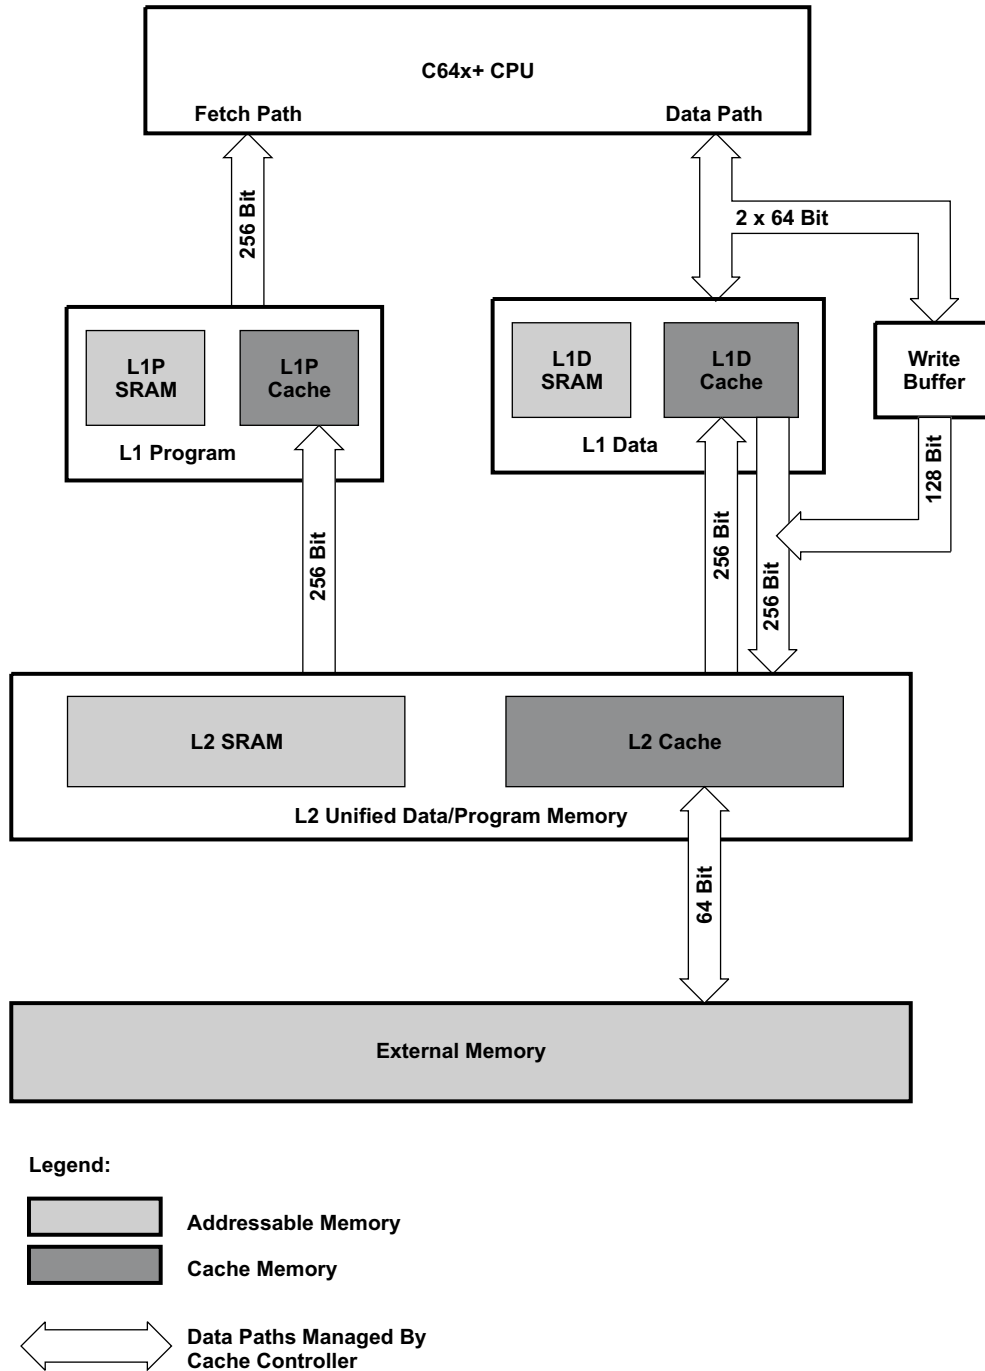 C64x+ CPU
Fetch Path
Data Path
256 Bit
2 x 64 Bit
L1P
SRAM
L1P
Cache
L1 Program
L1D
SRAM
L1D
Cache
L1 Data
Write
Buffer
128 Bit
256 Bit
256 Bit
256 Bit
L2 SRAM
L2 Cache
L2 Unified Data/Program Memory
64 Bit
External Memory
Legend:
Addressable Memory
Cache Memory
Data Paths Managed By
Cache Controller